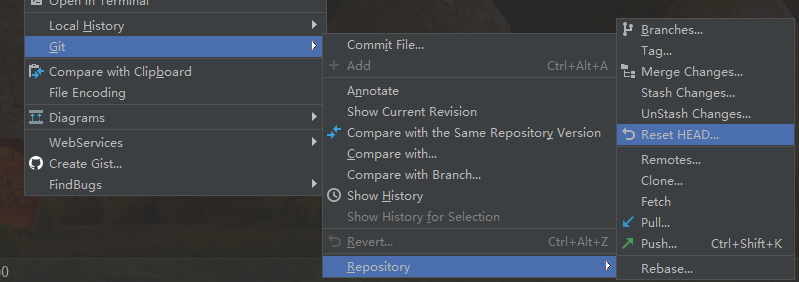 Open in Terminal
Local History
Git
Compare with Clipboard
File Encoding
Diagrams
WebServices
Create Gist...
FindBugs
Commit File...
Add Ctrl+Alt+A
Annotate
Show Current Revision
Compare with the Same Repository Version
Compare with...
Compare with Branch...
Show History
Show History for Selection
Revert... Ctrl+Alt+Z
Repository
Branches...
Tag...
Merge Changes...
Stash Changes...
UnStash Changes...
Reset HEAD...
Remotes...
Clone...
Fetch
Pull...
Push... Ctrl+Shift+K
Rebase...